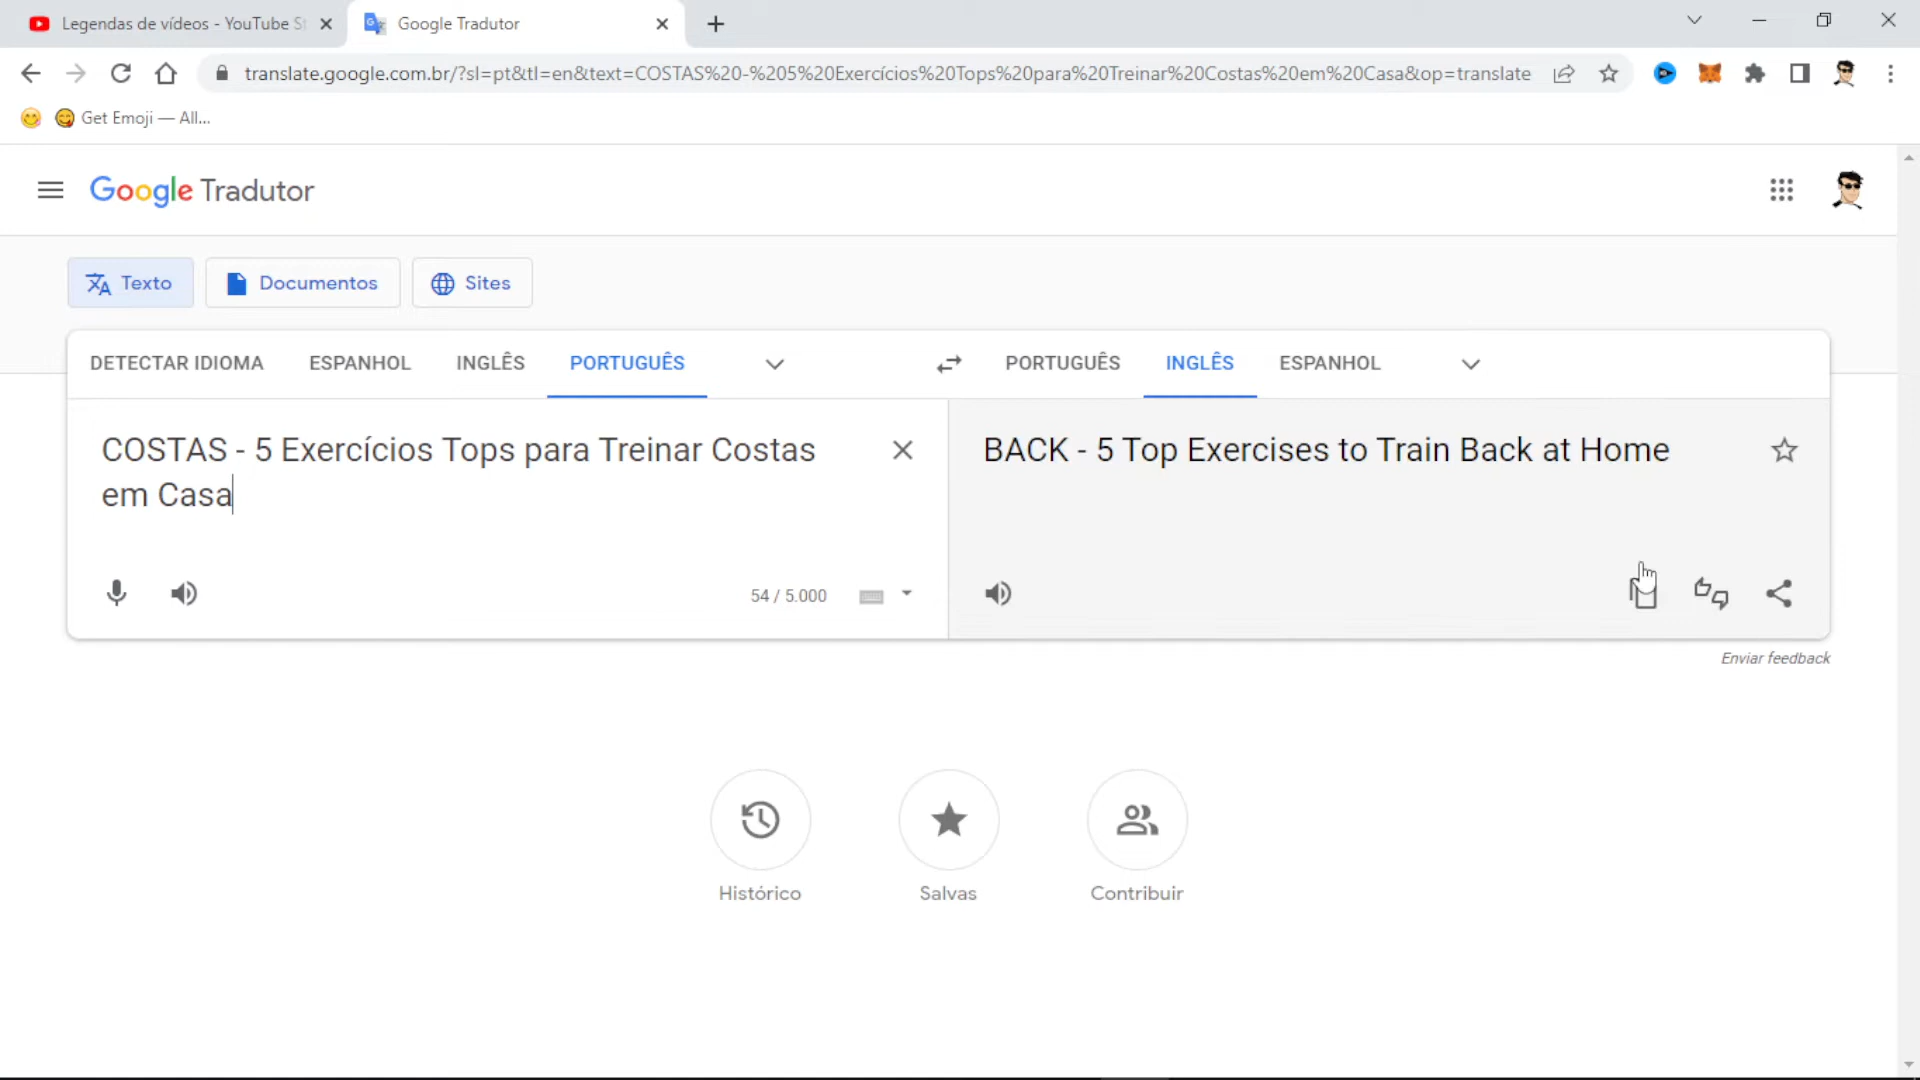 Legendas de vídeos - YouTube S
Google Tradutor
translate.google.com.br/?sl=pt&tl=en&text=COSTAS%20-%205%20Exercícios%20Tops%20para%20Treinar%20Costas%20em%20Casa&op=translate
Get Emoji — All...
Google Tradutor
Texto
Documentos
Sites
DETECTAR IDIOMA
ESPANHOL
INGLÊS
PORTUGUÊS
PORTUGUÊS
INGLÊS
ESPANHOL
COSTAS - 5 Exercícios Tops para Treinar Costas
em Casa
BACK - 5 Top Exercises to Train Back at Home
54 / 5.000
Enviar feedback
Histórico
Salvas
Contribuir